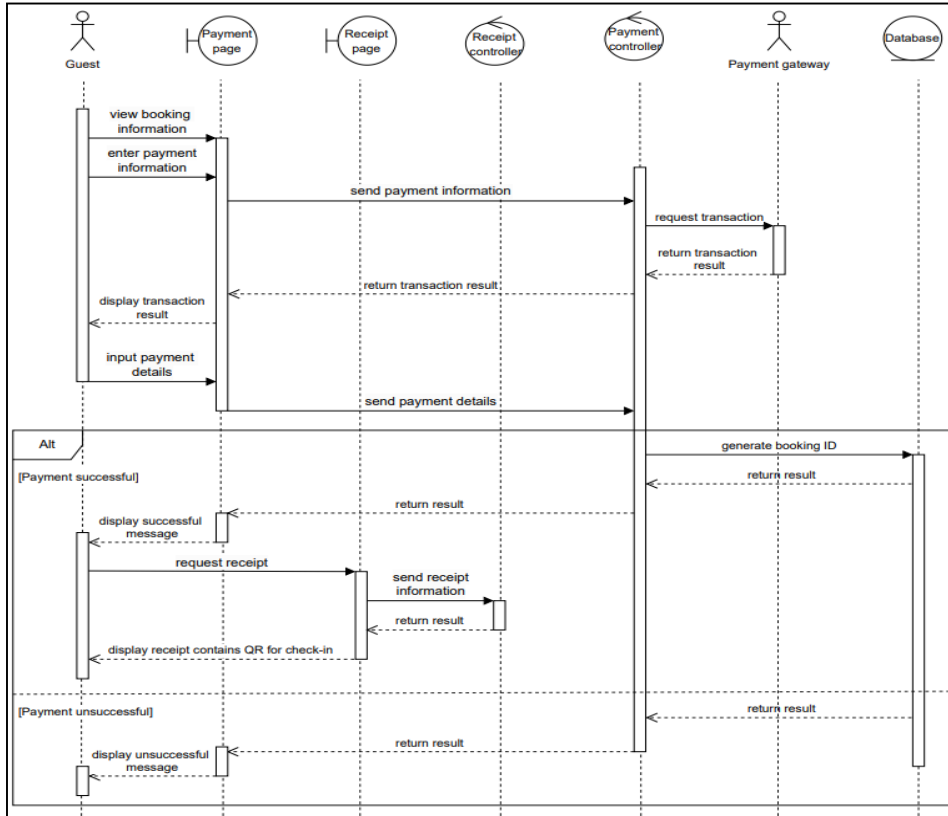 Guest
Payment
page
Receipt
page
Receipt
controller
Payment
controller
Payment gateway
Database
view booking
information
enter payment
information
send payment information
request transaction
return transaction
result
return transaction result
display transaction
result
input payment
details
send payment details
Alt
generate booking ID
[Payment successful]
return result
return result
display successful
message
request receipt
send receipt
information
return result
display receipt contains QR for check-in
[Payment unsuccessful]
return result
return result
display unsuccessful
message